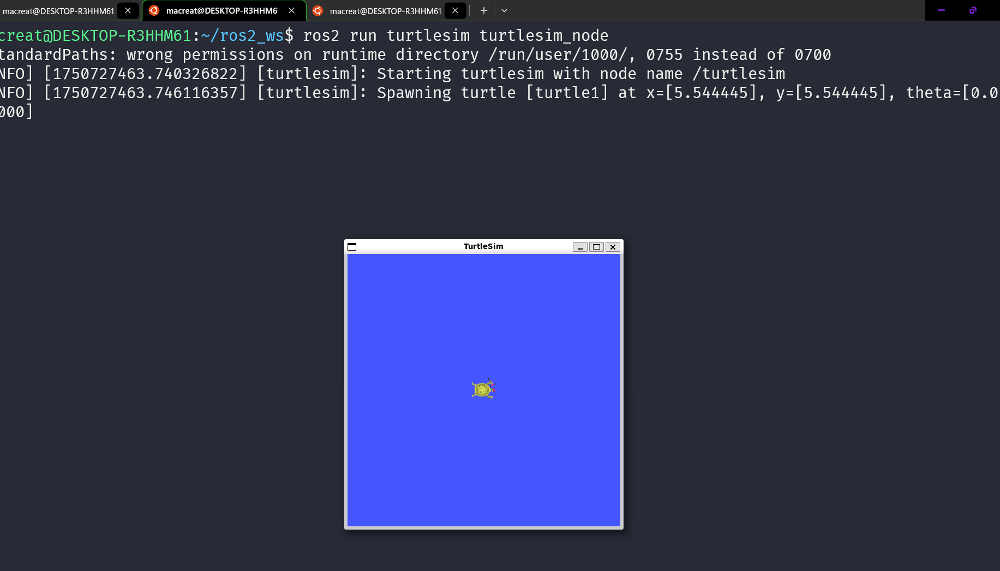 macreat@DESKTOP-R3HHM61
macreat@DESKTOP-R3HHM6
macreat@DESKTOP-R3HHM61
creat@DESKTOP-R3HHM61:~/ros2_ws$ ros2 run turtlesim turtlesim_node
tandardPaths: wrong permissions on runtime directory /run/user/1000/, 0755 instead of 0700
NFO] [1750727463.740326822] [turtlesim]: Starting turtlesim with node name /turtlesim
NFO] [1750727463.746116357] [turtlesim]: Spawning turtle [turtle1] at x=[5.544445], y=[5.544445], theta=[0.0
000]
TurtleSim